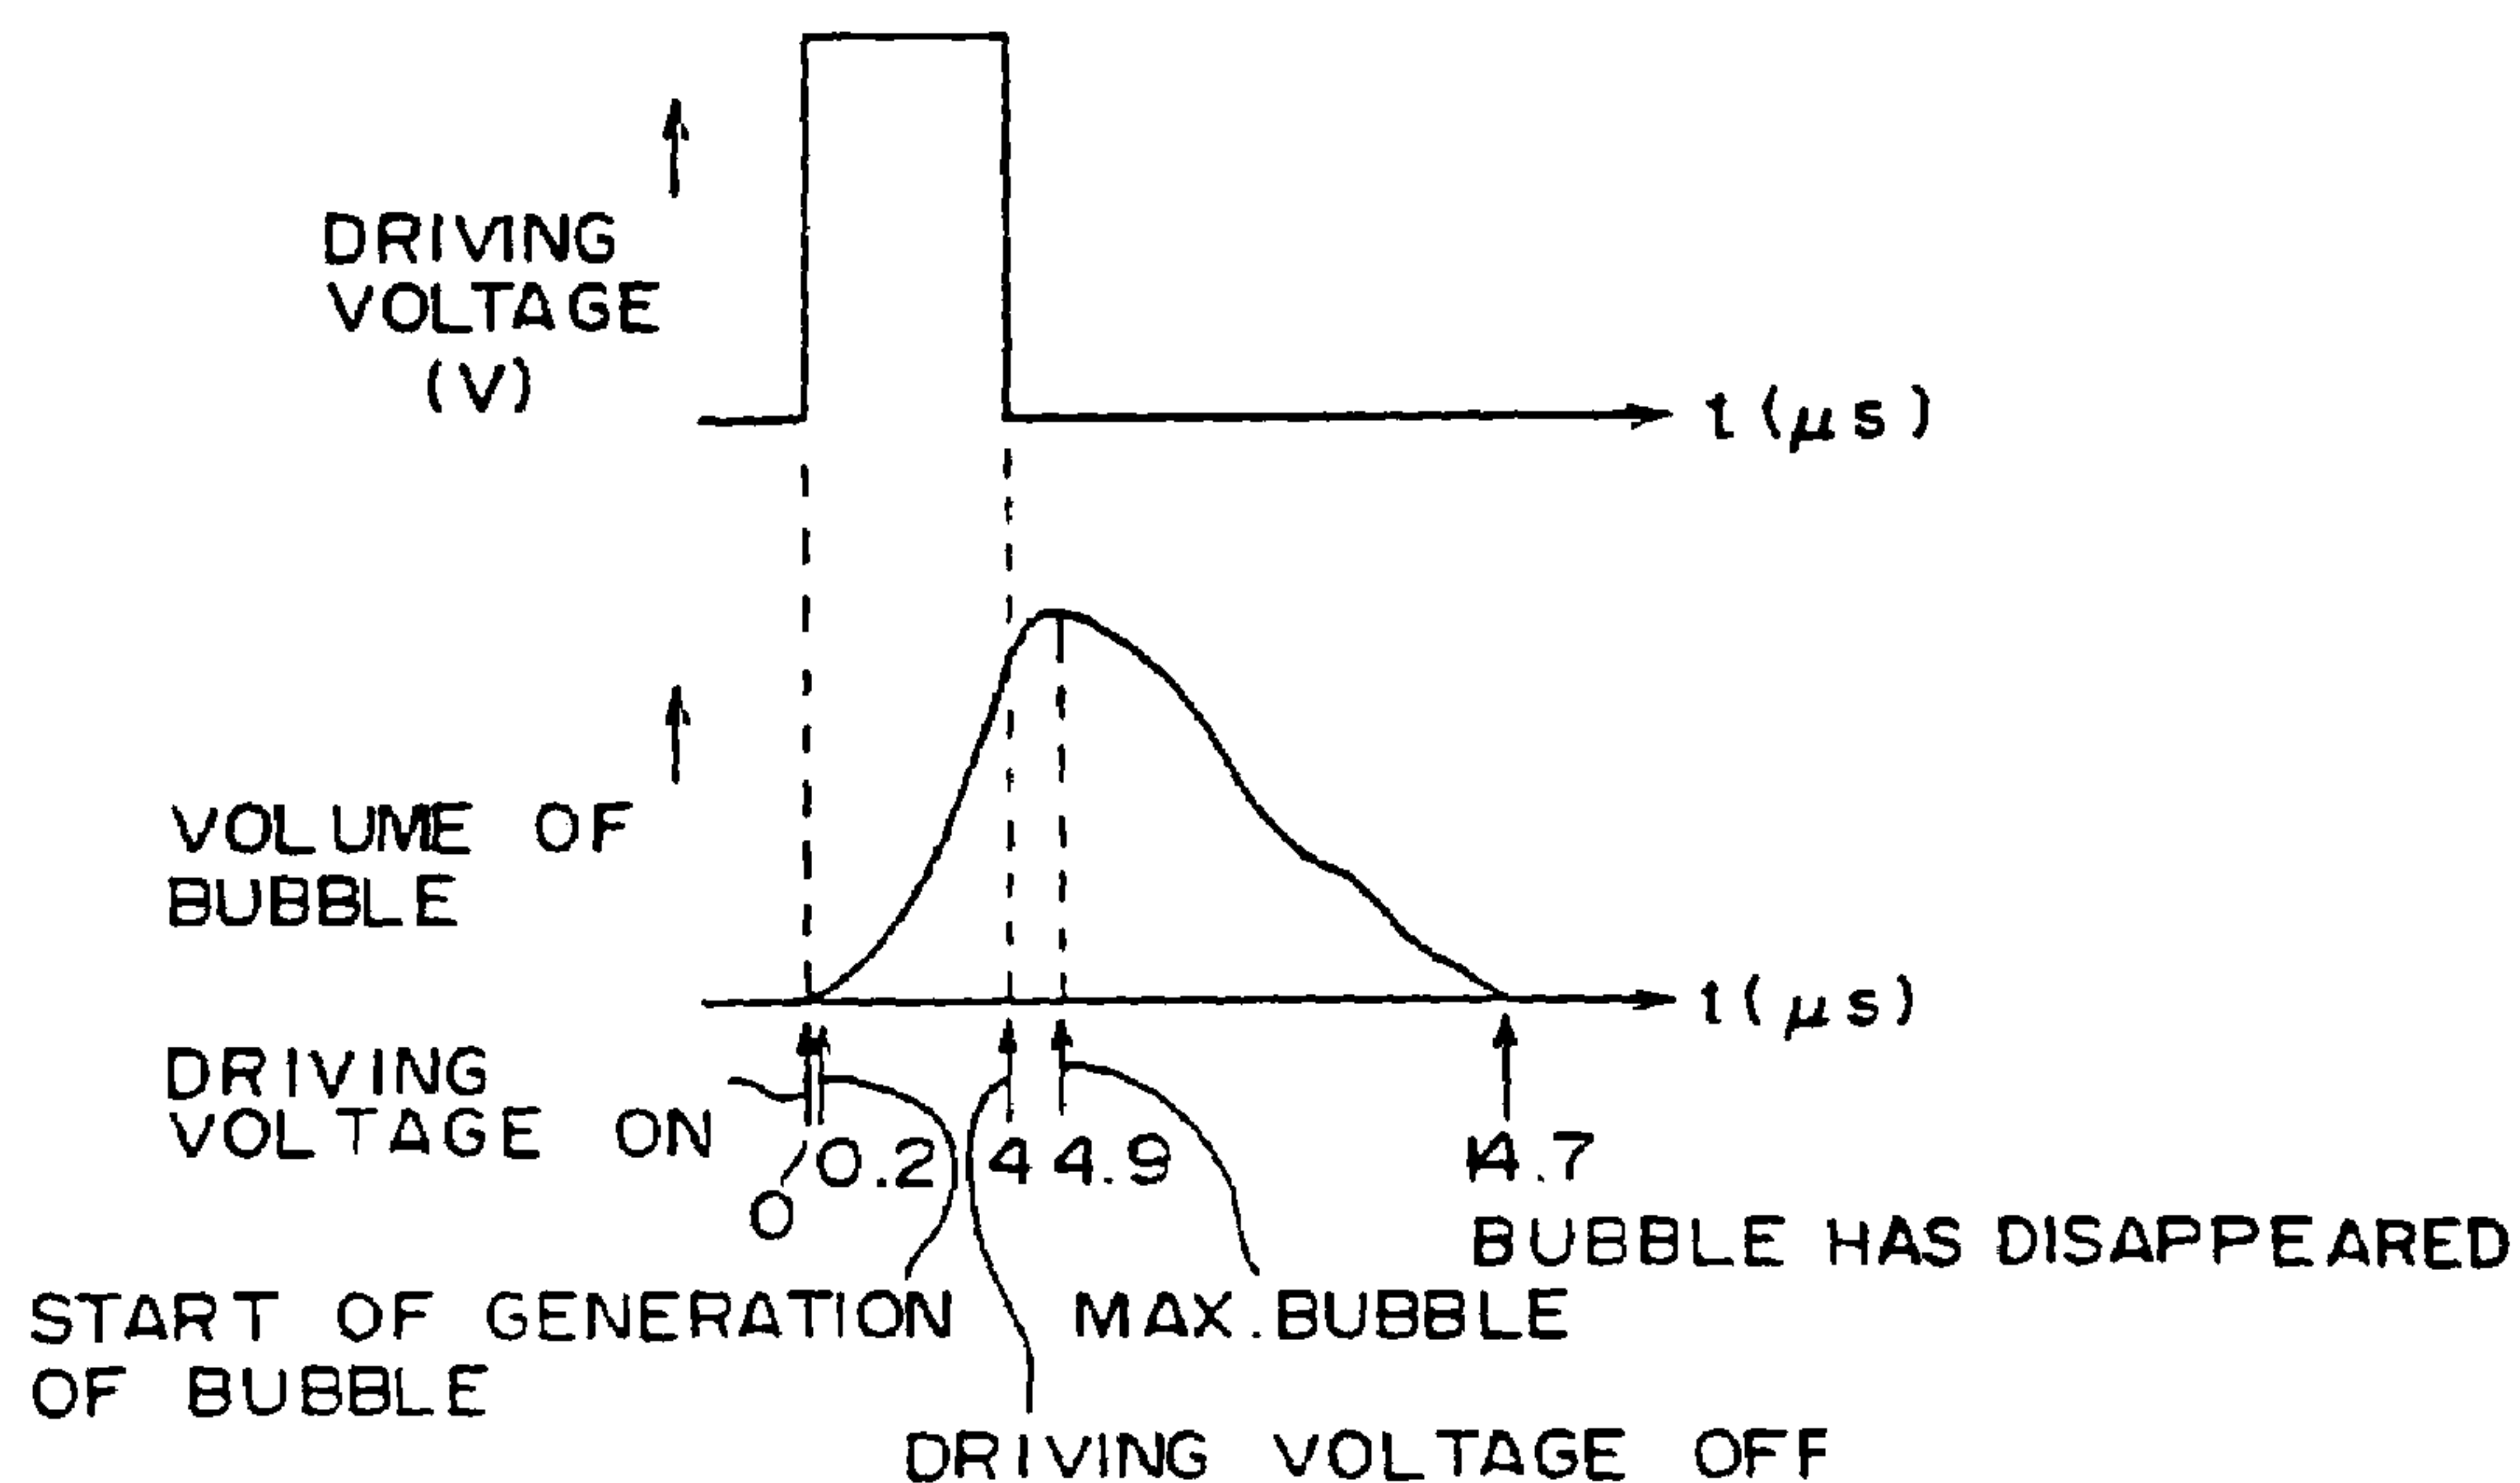 DRIVING
VOLTAGE
(V)
t (μs)
VOLUME OF
BUBBLE
t (μs)
DRIVING
VOLTAGE ON
0
0.2
4
4.9
14.7
BUBBLE HAS DISAPPEARED
START OF GENERATION
OF BUBBLE
MAX. BUBBLE
DRIVING VOLTAGE OFF